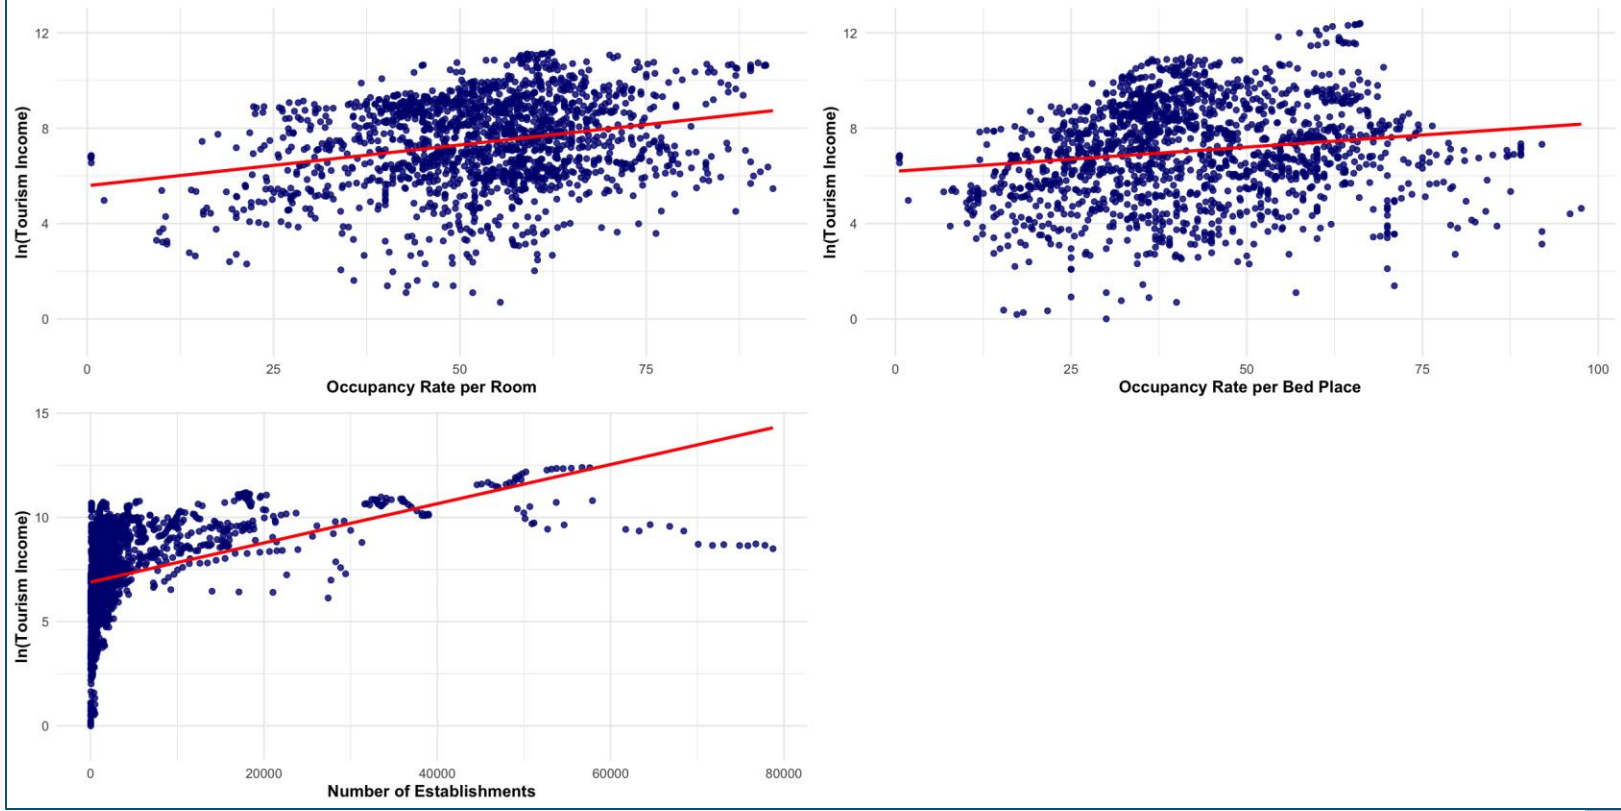 ln(Tourism Income)
12
8
4
0
0 25 50 75
Occupancy Rate per Room
ln(Tourism Income)
12
8
4
0
0 25 50 75 100
Occupancy Rate per Bed Place
ln(Tourism Income)
15
10
5
0
0 20000 40000 60000 80000
Number of Establishments